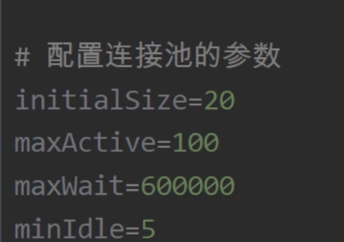 # 配置连接池的参数
initialSize=20
maxActive=100
maxWait=600000
minIdle=5